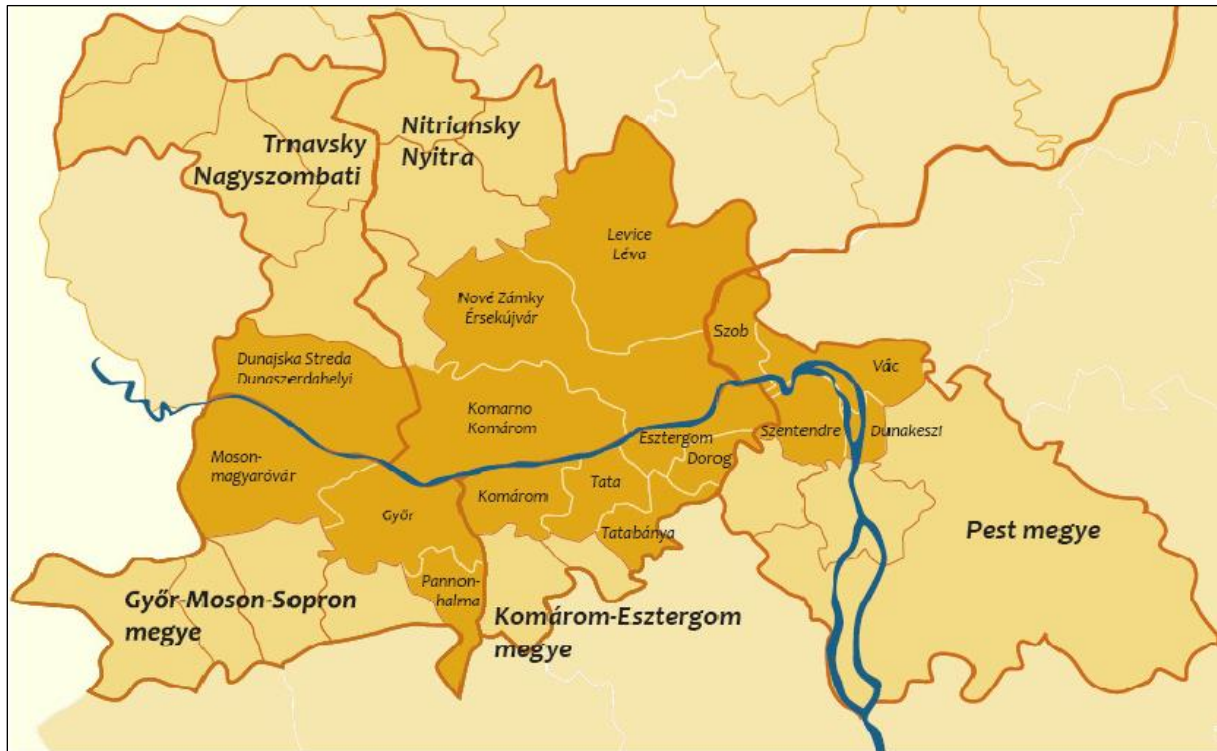 Trnavsky
Nagyszombati
Nitriansky
Nyitra
Levice
Léva
Nové Zámky
Érsekújvár
Szob
Dunajska Streda
Dunaszerdahelyi
Vác
Komarno
Komárom
Esztergom
Szentendre
Dunakeszi
Dorog
Moson-
magyaróvár
Komárom
Tata
Győr
Tatabánya
Pest megye
Pannon-
halma
Győr-Moson-Sopron
megye
Komárom-Esztergom
megye